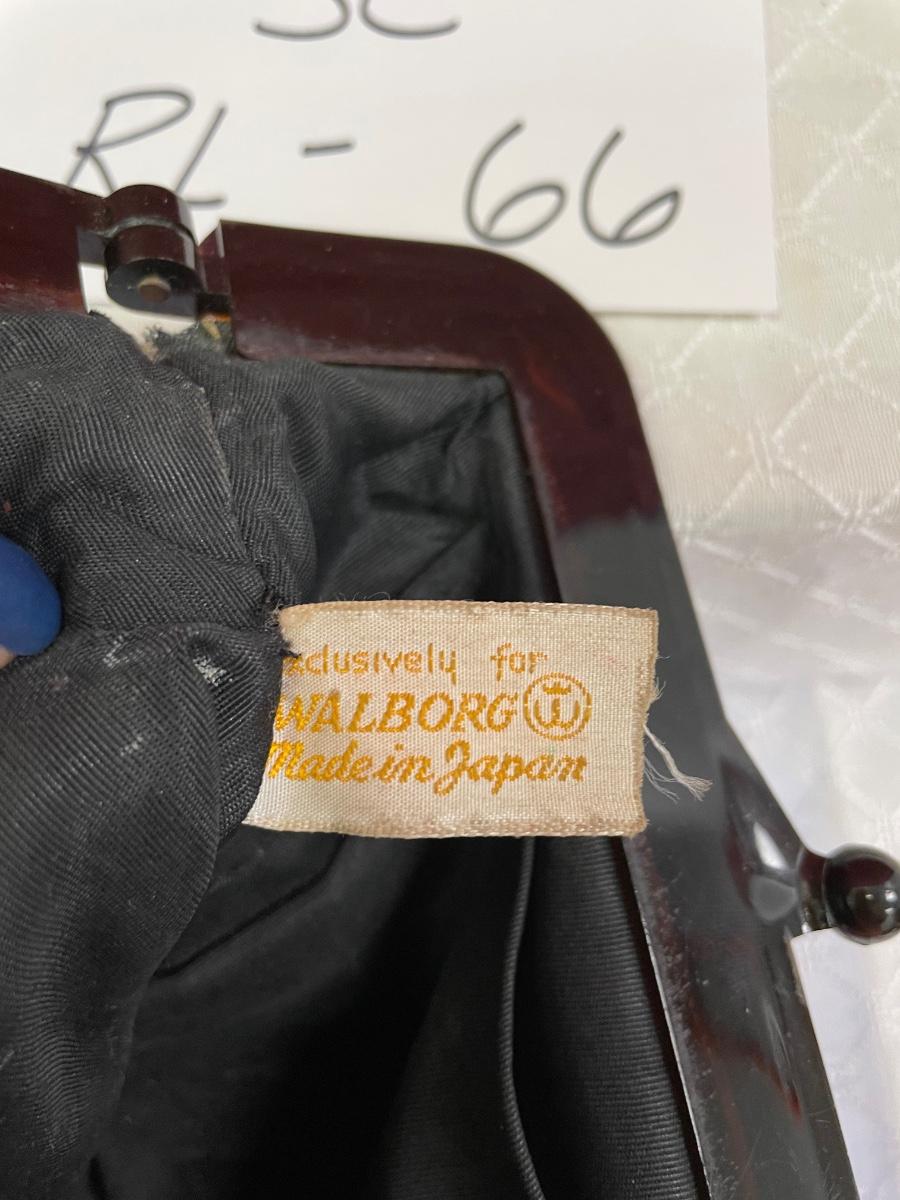 RL - 66
xclusively for
WALBORG W
Made in Japan